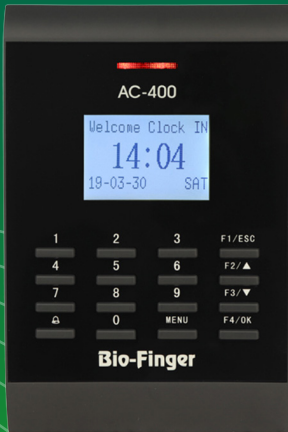 AC-400
Welcome Clock IN
14:04
19-03-30 SAT
1 2 3 F1/ESC
4 5 6 F2/▲
7 8 9 F3/▼
0 MENU F4/OK
Bio-Finger